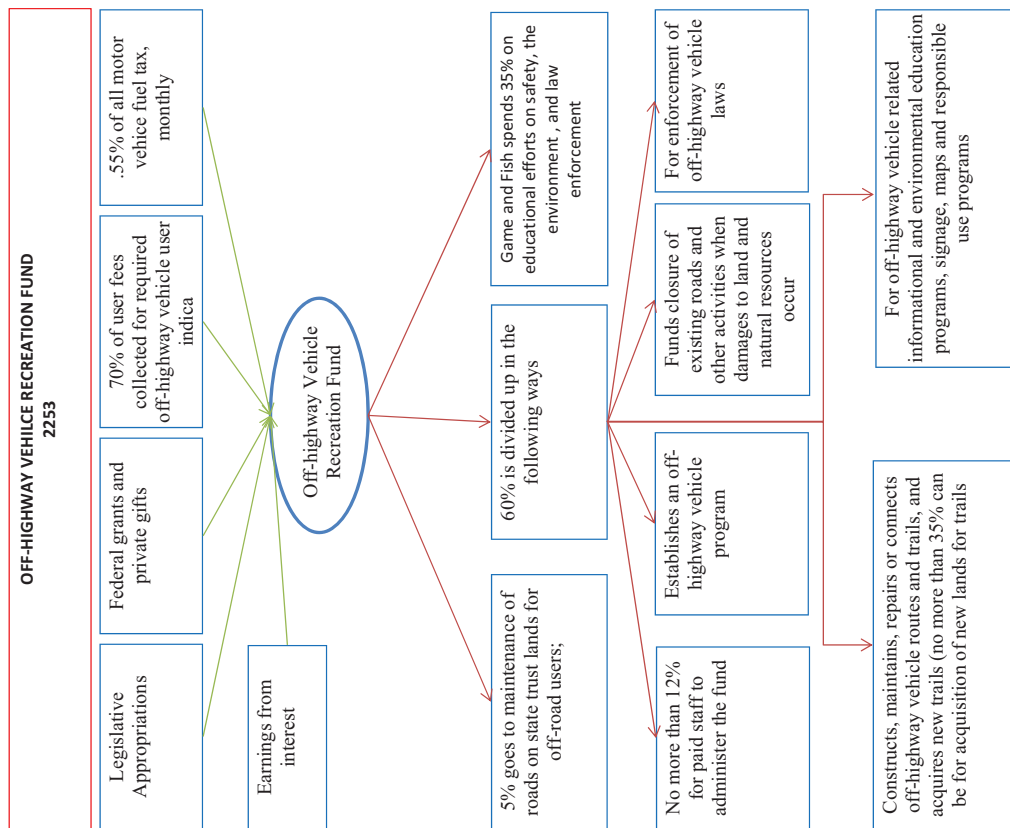 OFF-HIGHWAY VEHILCE RECREATION FUND
2253
Legislative
Appropriations
Federal grants and
private gifts
70% of user fees
collected for required
off-highway vehicle user
indica
.55% of all motor
vehice fuel tax,
monthly
Earnings from
interest
Off-highway Vehicle
Recreation Fund
5% goes to maintenance of
roads on state trust lands for
off-road users;
60% is divided up in the
following ways
Game and Fish spends 35% on
educational efforts on safety, the
environment , and law
enforcement
No more than 12%
for paid staff to
administer the fund
Establishes an off-
highway vehicle
program
Funds closure of
existing roads and
other activities when
damages to land and
natural resources
occur
For enforcement of
off-highway vehicle
laws
Constructs, maintains, repairs or connects
off-highway vehicle routes and trails, and
acquires new trails (no more than 35% can
be for acquisition of new lands for trails
For off-highway vehicle related
informational and environmental education
programs, signage, maps and responsible
use programs